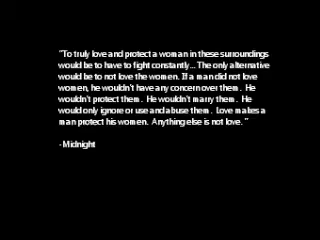 "To truly love and protect a woman in these surroundings
would be to have to fight constantly... The only alternative
would be to not love the women. If a man did not love
women, he wouldn't have any concern over them. He
wouldn't protect them. He wouldn't marry them. He
would only ignore or use and abuse them. Love makes a
man protect his women. Anything else is not love. "
- Midnight